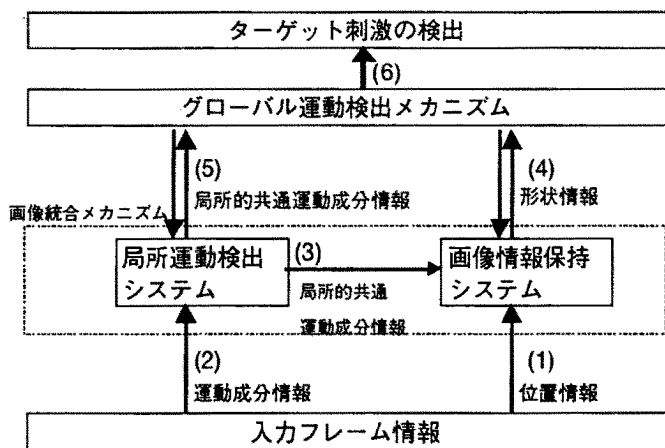 ターゲット刺激の検出
(6)
グローバル運動検出メカニズム
(5)
局所的共通運動成分情報
(4)
形状情報
画像統合メカニズム
局所運動検出
システム
(3)
局所的共通
運動成分情報
画像情報保持
システム
(2)
運動成分情報
(1)
位置情報
入力フレーム情報